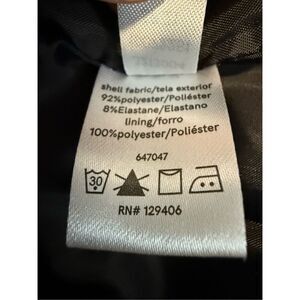 shell fabric/tela exterior
92%polyester/Poliéster
8%Elastane/Elastano
lining/forro
100%polyester/Poliéster
647047
30
RN# 129406